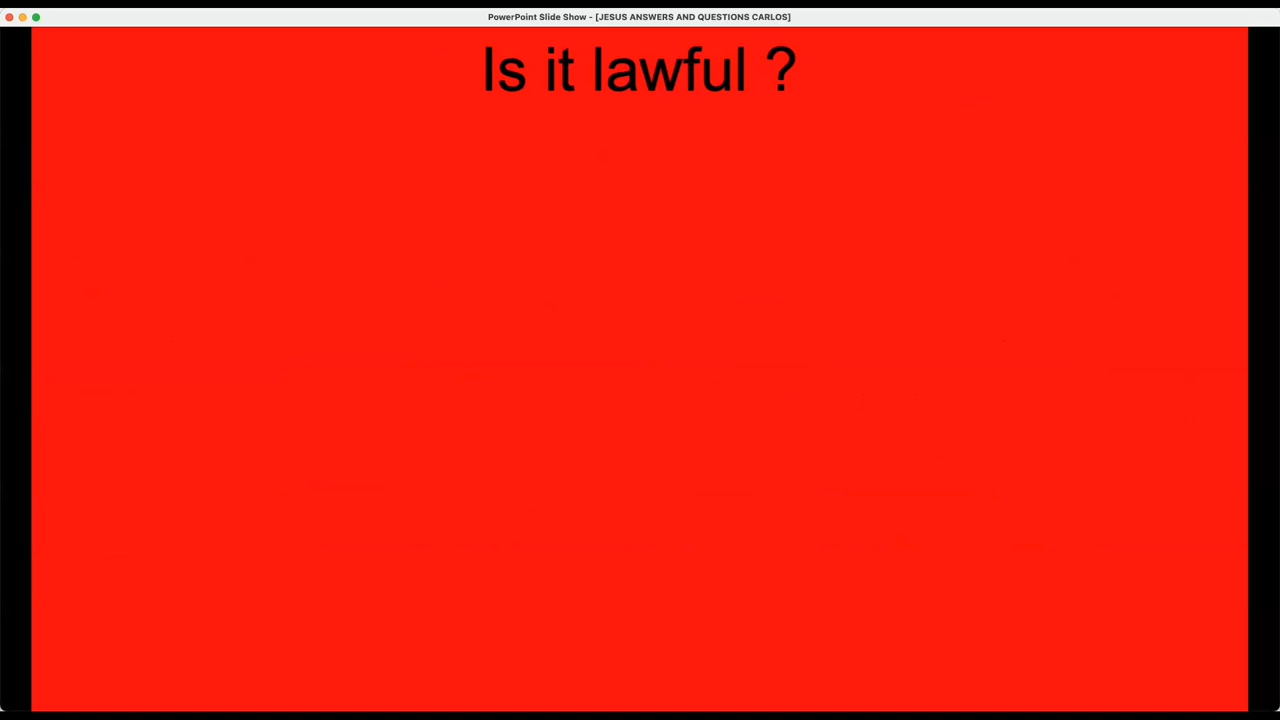 PowerPoint Slide Show - [JESUS ANSWERS AND QUESTIONS CARLOS]
Is it lawful ?